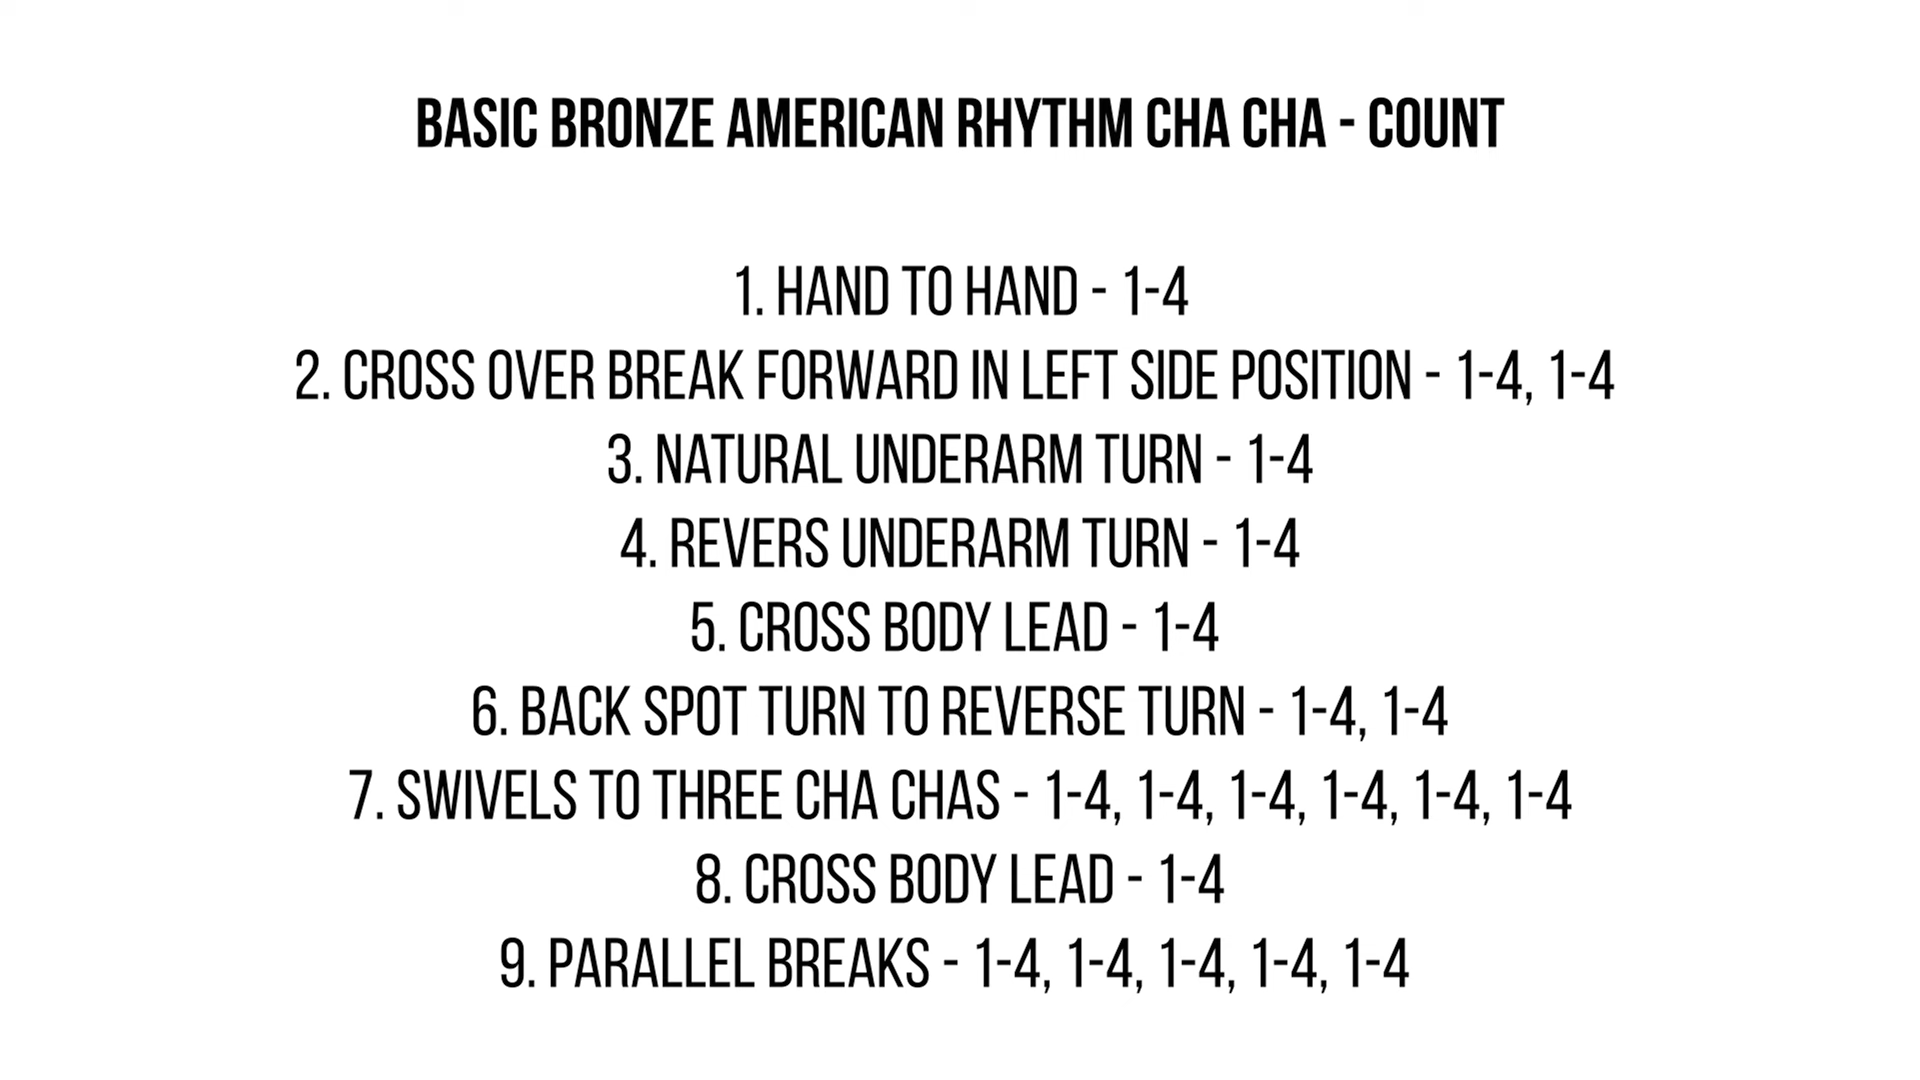 BASIC BRONZE AMERICAN RHYTHM CHA CHA - COUNT
1. HAND TO HAND - 1-4
2. CROSS OVER BREAK FORWARD IN LEFT SIDE POSITION - 1-4, 1-4
3. NATURAL UNDERARM TURN - 1-4
4. REVERS UNDERARM TURN - 1-4
5. CROSS BODY LEAD - 1-4
6. BACK SPOT TURN TO REVERSE TURN - 1-4, 1-4
7. SWIVELS TO THREE CHA CHAS - 1-4, 1-4, 1-4, 1-4, 1-4, 1-4
8. CROSS BODY LEAD - 1-4
9. PARALLEL BREAKS - 1-4, 1-4, 1-4, 1-4, 1-4